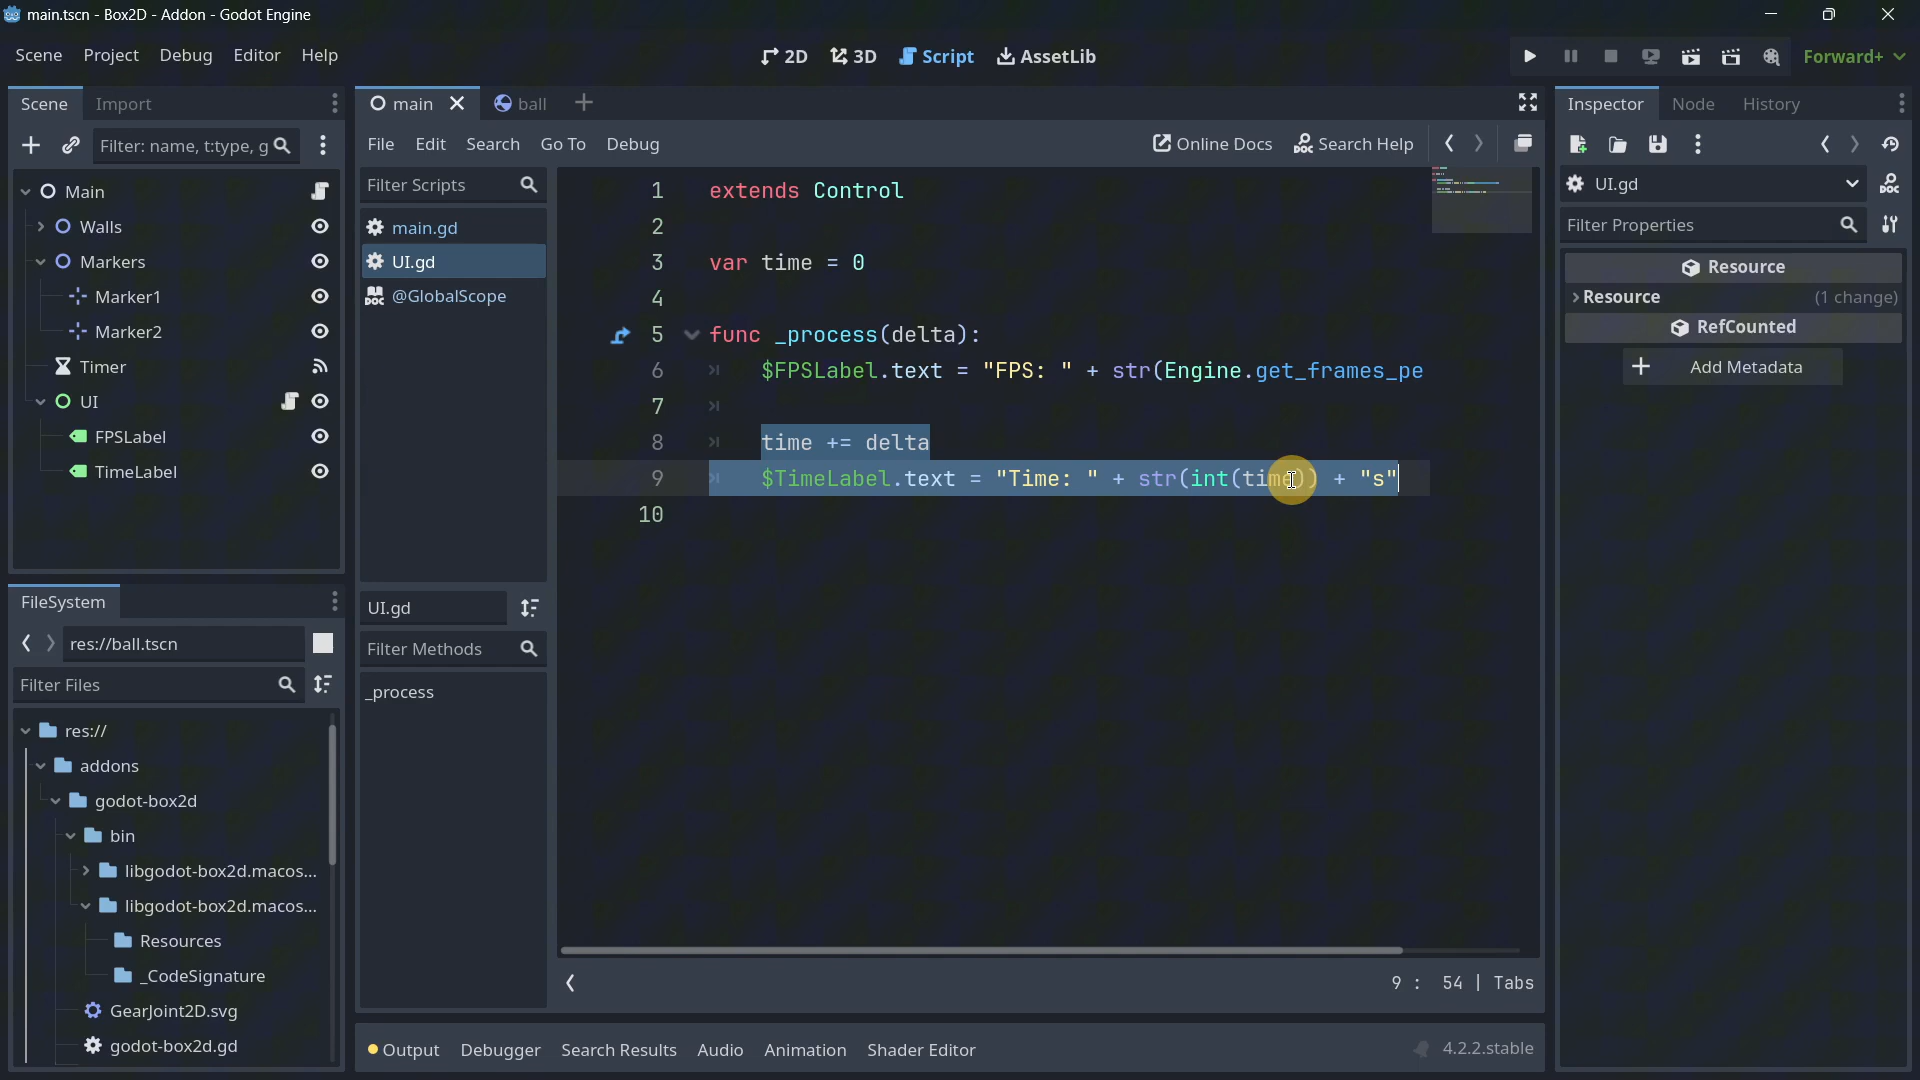 main.tscn - Box2D - Addon - Godot Engine
Scene Project Debug Editor Help
2D 3D Script AssetLib
Forward+
Scene Import
Filter: name, t:type, g
Main
Walls
Markers
Marker1
Marker2
Timer
UI
FPSLabel
TimeLabel
FileSystem
res://ball.tscn
Filter Files
res://
addons
godot-box2d
bin
libgodot-box2d.macos...
libgodot-box2d.macos...
Resources
_CodeSignature
GearJoint2D.svg
godot-box2d.gd
main ball
File Edit Search Go To Debug
Online Docs Search Help
Filter Scripts
main.gd
UI.gd
DOC @GlobalScope
UI.gd
Filter Methods
_process
1 extends Control
2
3 var time = 0
4
5 func _process(delta):
6 $FPSLabel.text = "FPS: " + str(Engine.get_frames_pe
7
8 time += delta
9 $TimeLabel.text = "Time: " + str(int(time)) + "s"
10
9 : 54 | Tabs
Output Debugger Search Results Audio Animation Shader Editor
4.2.2.stable
Inspector Node History
UI.gd
Filter Properties
Resource
Resource (1 change)
RefCounted
Add Metadata